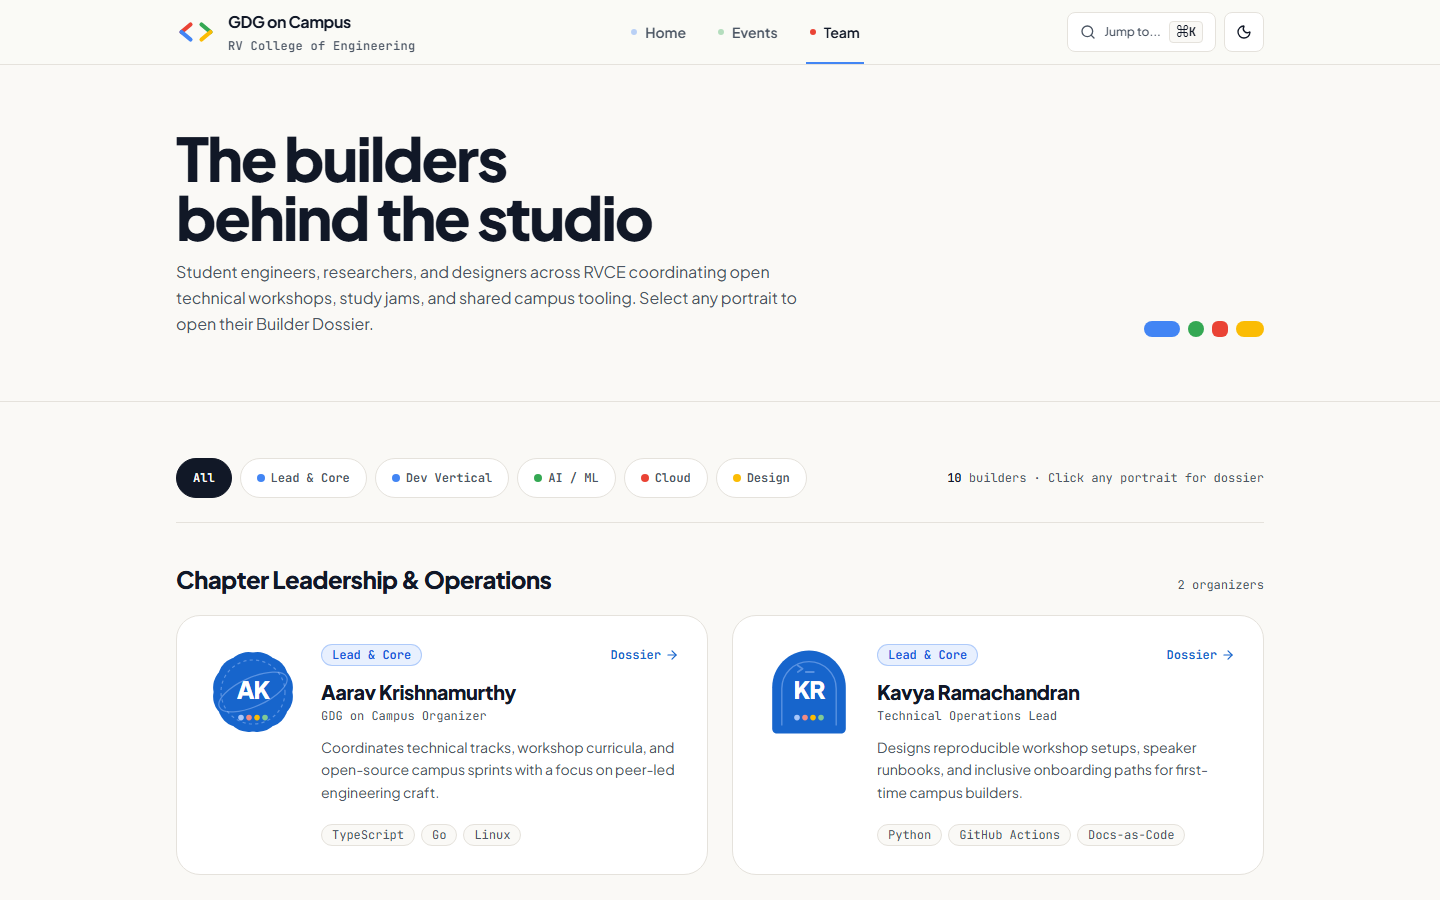 GDG on Campus
RV College of Engineering
Home
Events
Team
Jump to...
⌘K
The builders
behind the studio
Student engineers, researchers, and designers across RVCE coordinating open
technical workshops, study jams, and shared campus tooling. Select any portrait to
open their Builder Dossier.
All
Lead & Core
Dev Vertical
AI / ML
Cloud
Design
10 builders · Click any portrait for dossier
Chapter Leadership & Operations
2 organizers
AK
Lead & Core
Dossier →
Aarav Krishnamurthy
GDG on Campus Organizer
Coordinates technical tracks, workshop curricula, and
open-source campus sprints with a focus on peer-led
engineering craft.
TypeScript
Go
Linux
>_
KR
Lead & Core
Dossier →
Kavya Ramachandran
Technical Operations Lead
Designs reproducible workshop setups, speaker
runbooks, and inclusive onboarding paths for first-
time campus builders.
Python
GitHub Actions
Docs-as-Code